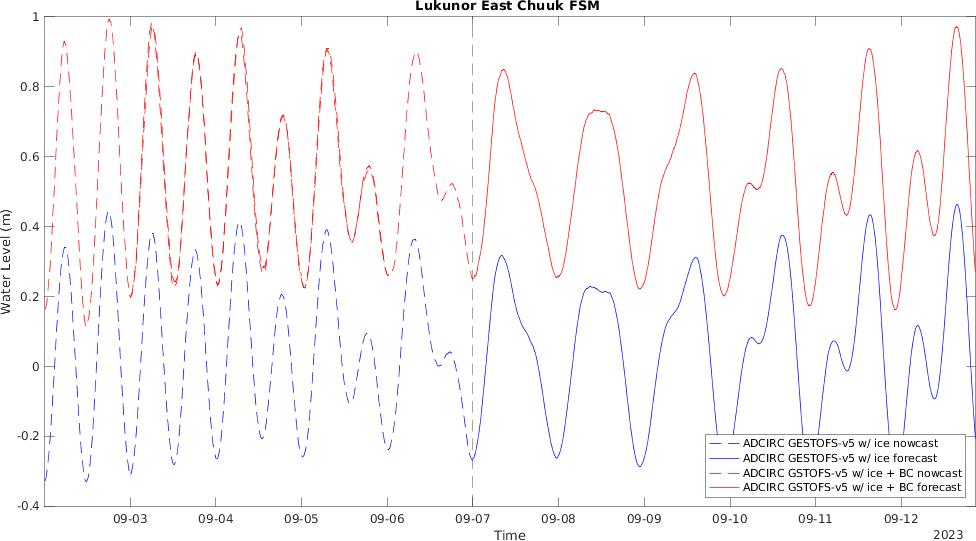 Lukunor East Chuuk FSM
Water Level (m)
1
0.8
0.6
0.4
0.2
0
-0.2
-0.4
ADCIRC GESTOFS-v5 w/ ice nowcast
ADCIRC GESTOFS-v5 w/ ice forecast
ADCIRC GSTOFS-v5 w/ ice + BC nowcast
ADCIRC GSTOFS-v5 w/ ice + BC forecast
09-03 09-04 09-05 09-06 09-07 09-08 09-09 09-10 09-11 09-12
Time
2023